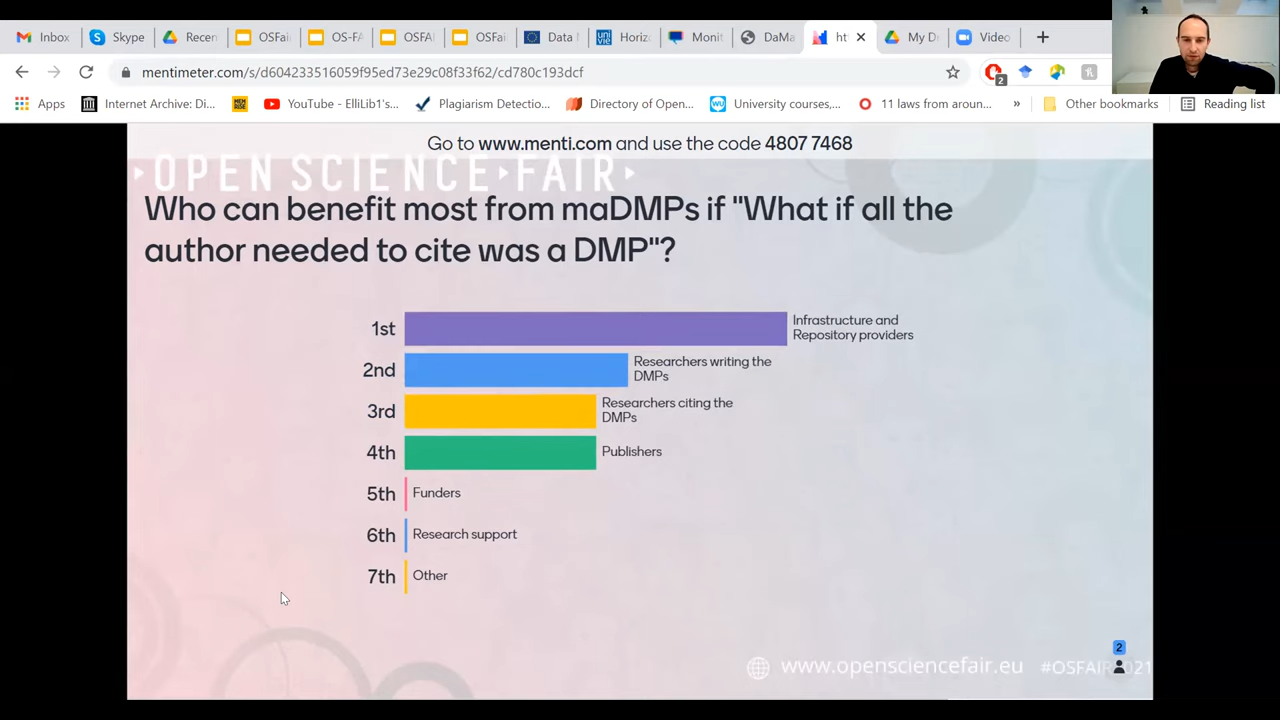 Inbox
Skype
Recen
OSFai
OS-FA
OSFA
OSFai
Data
Horiz
Monit
DaMa
ht
My D
Video
mentimeter.com/s/d604233516059f95ed73e29c08f33f62/cd780c193dcf
2
Apps
Internet Archive: Di...
YouTube - ElliLib1's...
Plagiarism Detectio...
Directory of Open...
University courses,...
11 laws from aroun...
»
Other bookmarks
Reading list
Go to www.menti.com and use the code 4807 7468
OPEN SCIENCE FAIR
Who can benefit most from maDMPs if "What if all the
author needed to cite was a DMP"?
1st
Infrastructure and
Repository providers
2nd
Researchers writing the
DMPs
3rd
Researchers citing the
DMPs
4th
Publishers
5th
Funders
6th
Research support
7th
Other
2
www.opensciencefair.eu #OSFAIR2021